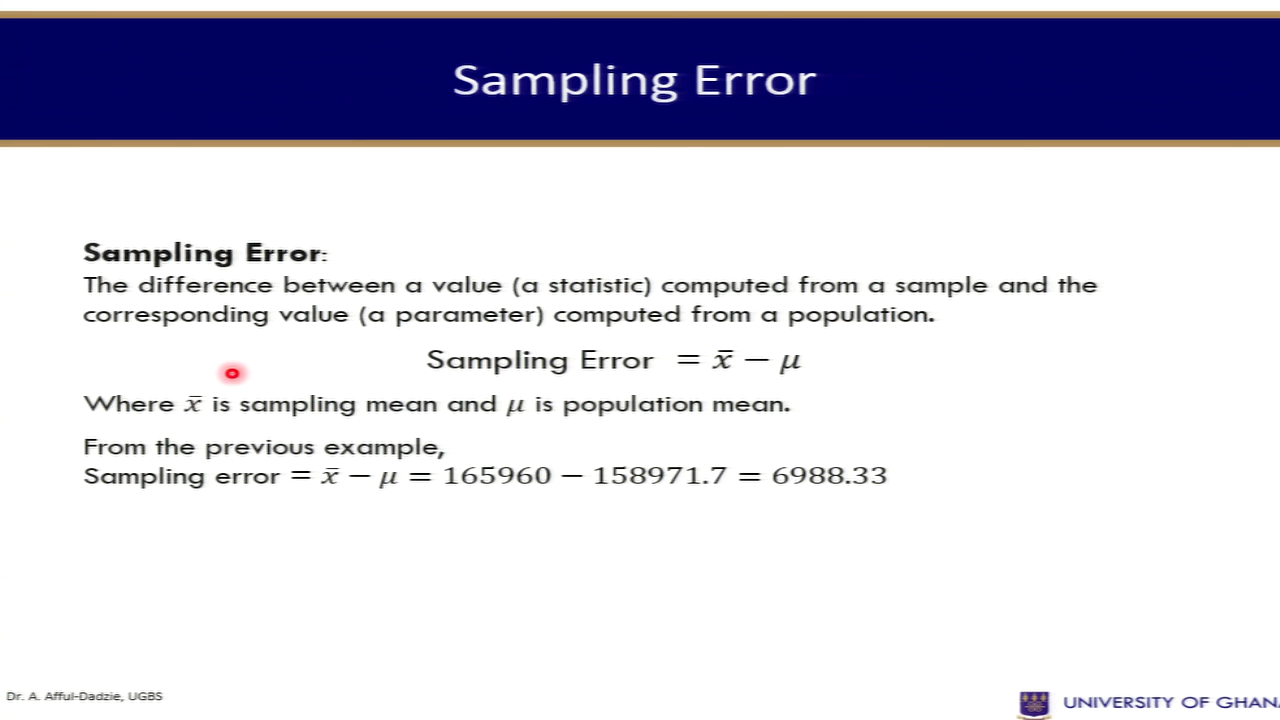 Sampling Error
Sampling Error:
The difference between a value (a statistic) computed from a sample and the
corresponding value (a parameter) computed from a population.
Sampling Error = x̄ − μ
Where x̄ is sampling mean and μ is population mean.
From the previous example,
Sampling error = x̄ − μ = 165960 − 158971.7 = 6988.33
Dr. A. Afful-Dadzie, UGBS
UNIVERSITY OF GHAN